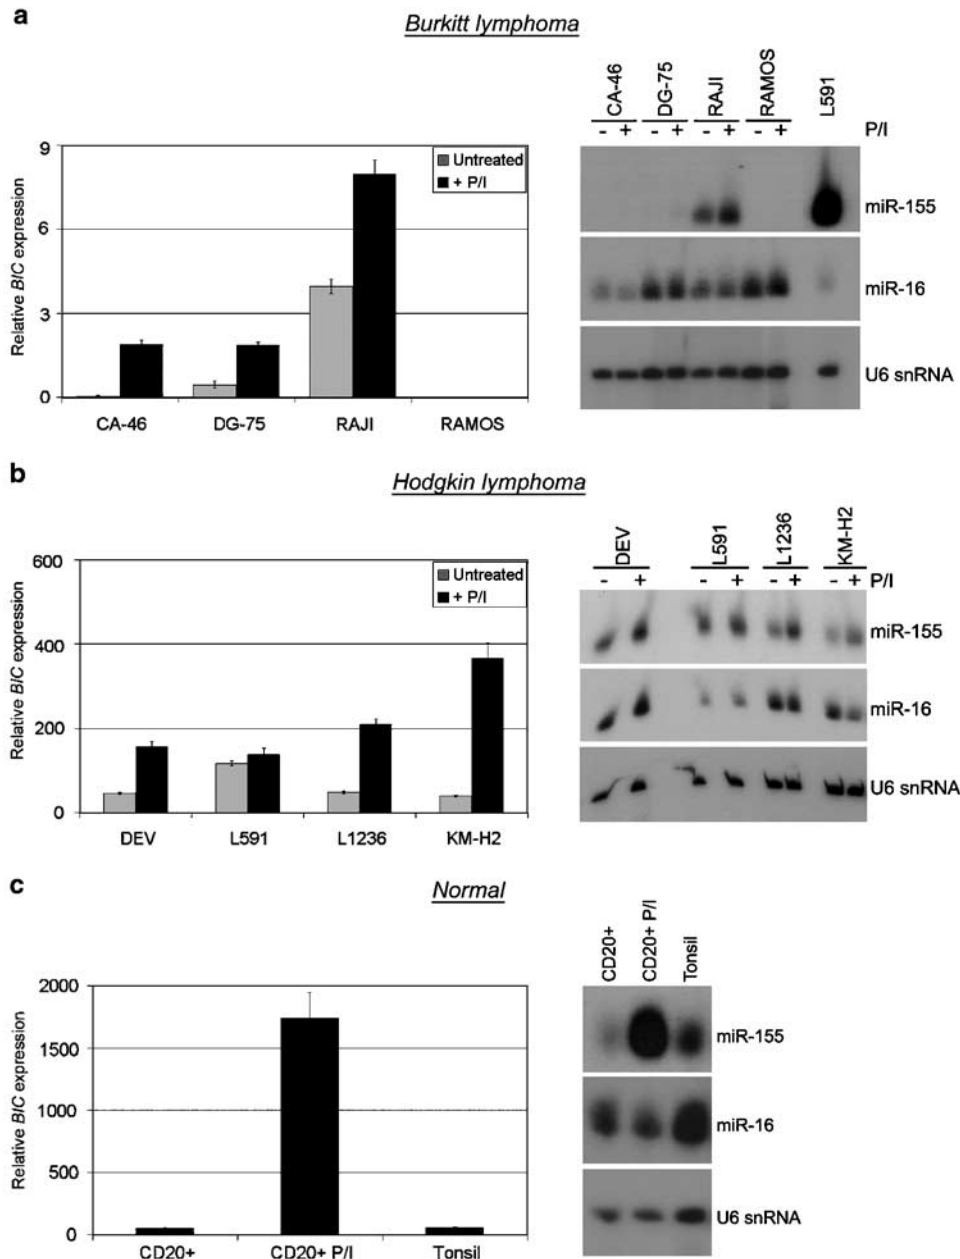 a
Burkitt lymphoma
Relative BIC expression
9
6
3
0
Untreated
+ P/I
CA-46
DG-75
RAJI
RAMOS
CA-46
DG-75
RAJI
RAMOS
L591
- + - + - + - + P/I
miR-155
miR-16
U6 snRNA
b
Hodgkin lymphoma
Relative BIC expression
600
400
200
0
Untreated
+ P/I
DEV
L591
L1236
KM-H2
DEV
L591
L1236
KM-H2
- + - + - + - + P/I
miR-155
miR-16
U6 snRNA
c
Normal
Relative BIC expression
2000
1500
1000
500
0
CD20+
CD20+ P/I
Tonsil
CD20+
CD20+ P/I
Tonsil
miR-155
miR-16
U6 snRNA